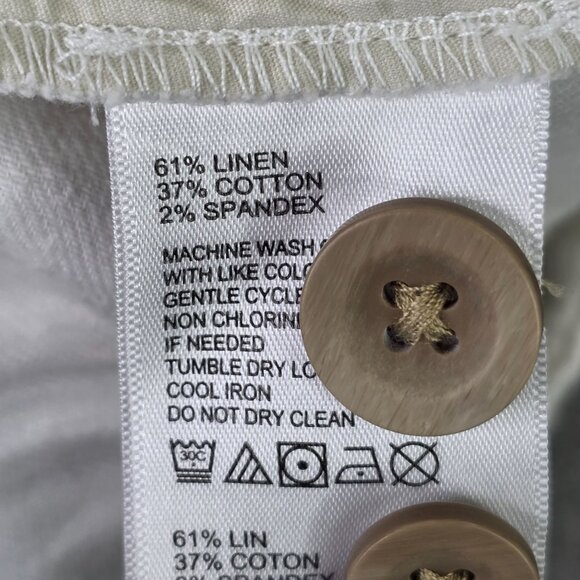 61% LINEN
37% COTTON
2% SPANDEX
MACHINE WASH
WITH LIKE
GENTLE CYCLE
NON
IF NEEDED
TUMBLE DRY
COOL IRON
DO NOT DRY CLEAN
30C
61% LIN
37% COTON